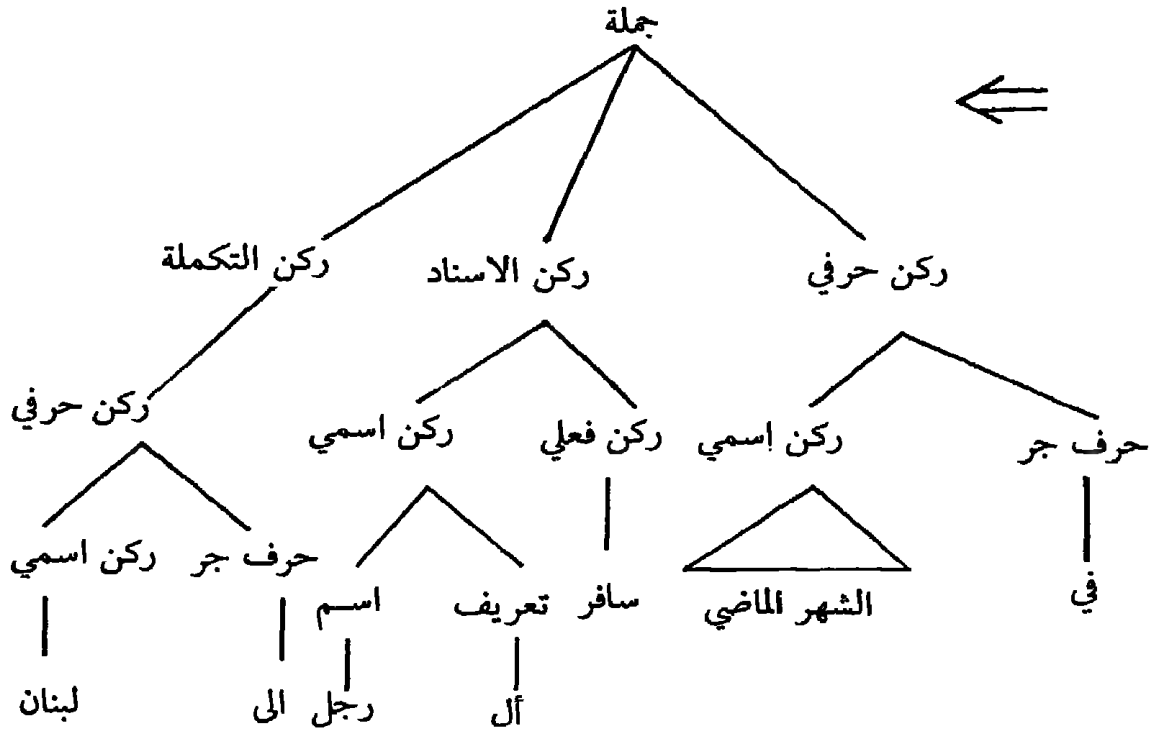 جملة
ركن حرفي ركن الاسناد ركن التكملة
حرف جر ركن إسمي ركن فعلي ركن اسمي ركن حرفي
في الشهر الماضي سافر تعريف اسم حرف جر ركن اسمي
أل رجل الى لبنان